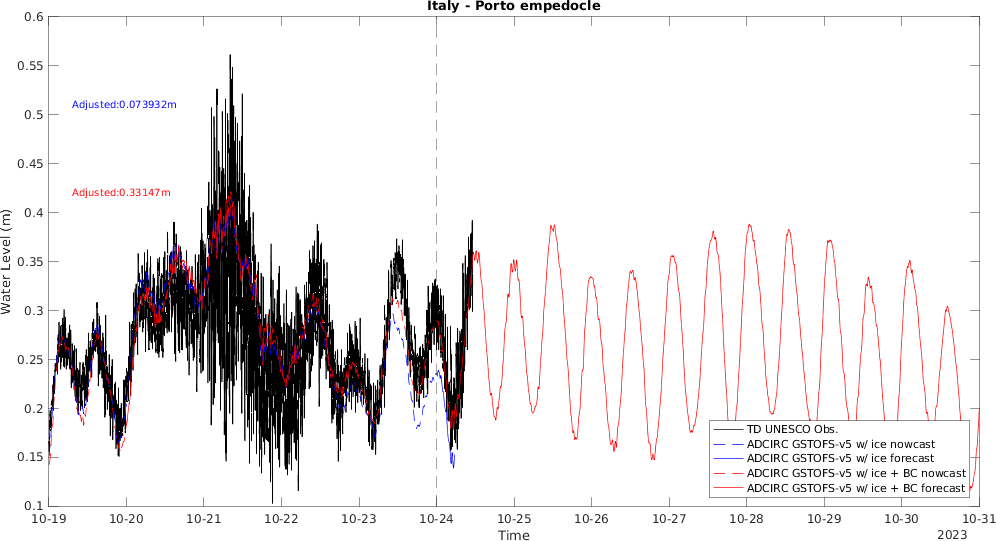 Italy - Porto empedocle
0.6
0.55
0.5
0.45
0.4
0.35
0.3
0.25
0.2
0.15
0.1
Water Level (m)
Adjusted:0.073932m
Adjusted:0.33147m
TD UNESCO Obs.
ADCIRC GSTOFS-v5 w/ ice nowcast
ADCIRC GSTOFS-v5 w/ ice forecast
ADCIRC GSTOFS-v5 w/ ice + BC nowcast
ADCIRC GSTOFS-v5 w/ ice + BC forecast
10-19 10-20 10-21 10-22 10-23 10-24 10-25 10-26 10-27 10-28 10-29 10-30 10-31
Time
2023